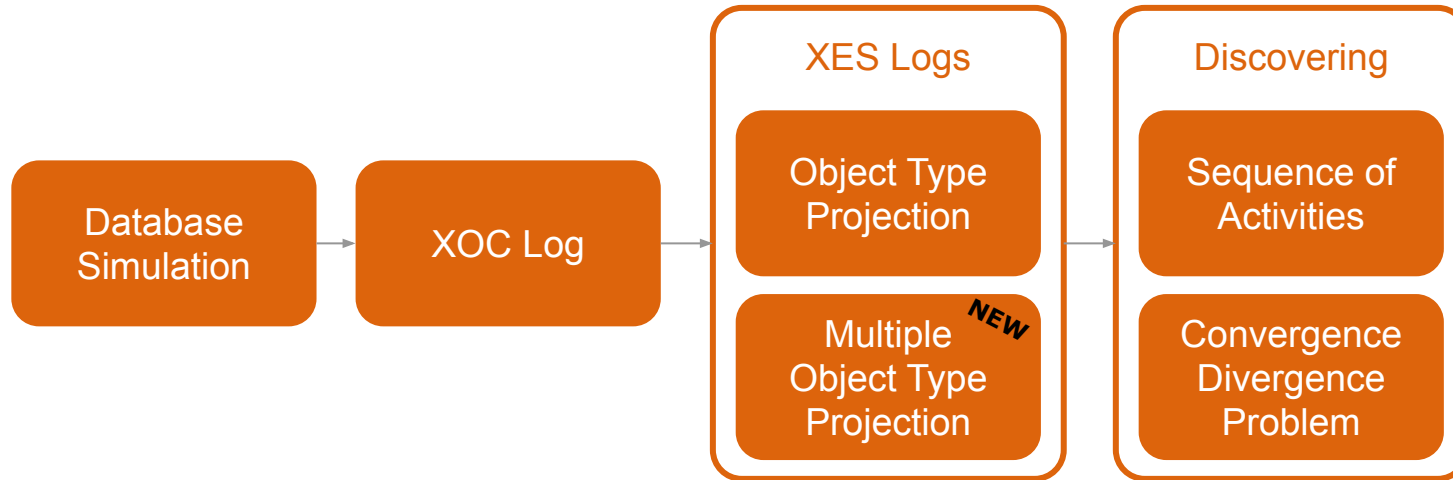 Database
Simulation
XOC Log
XES Logs
Object Type
Projection
NEW
Multiple
Object Type
Projection
Discovering
Sequence of
Activities
Convergence
Divergence
Problem